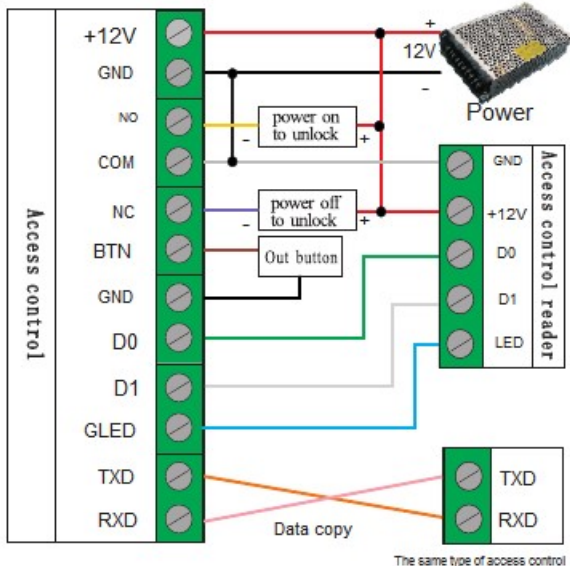 Access control
+12V
GND
NO
COM
NC
BTN
GND
D0
D1
GLED
TXD
RXD
power on
to unlock
-
+
power off
to unlock
-
+
Out button
+
12V
-
Power
GND
+12V
D0
D1
LED
Access control reader
TXD
RXD
Data copy
The same type of access control